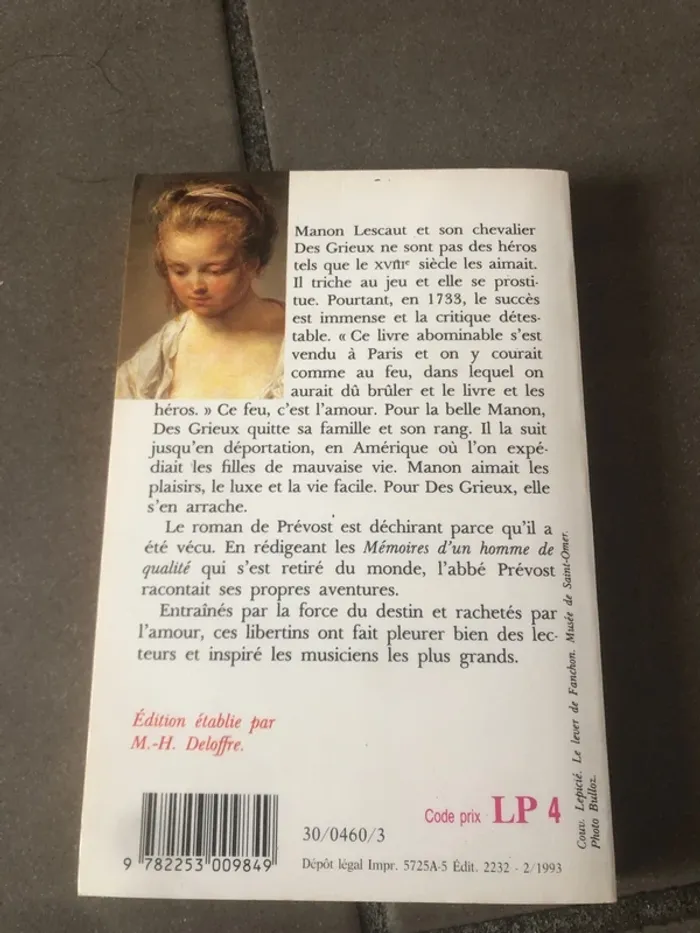 Manon Lescaut et son chevalier
Des Grieux ne sont pas des héros
tels que le XVIIIᵉ siècle les aimait.
Il triche au jeu et elle se prosti-
tue. Pourtant, en 1733, le succès
est immense et la critique détes-
table. « Ce livre abominable s'est
vendu à Paris et on y courait
comme au feu, dans lequel on
aurait dû brûler et le livre et les
héros. » Ce feu, c'est l'amour. Pour la belle Manon,
Des Grieux quitte sa famille et son rang. Il la suit
jusqu'en déportation, en Amérique où l'on expé-
diait les filles de mauvaise vie. Manon aimait les
plaisirs, le luxe et la vie facile. Pour Des Grieux, elle
s'en arrache.
Le roman de Prévost est déchirant parce qu'il a
été vécu. En rédigeant les Mémoires d'un homme de
qualité qui s'est retiré du monde, l'abbé Prévost
racontait ses propres aventures.
Entraînés par la force du destin et rachetés par
l'amour, ces libertins ont fait pleurer bien des lec-
teurs et inspiré les musiciens les plus grands.
Édition établie par
M.-H. Deloffre.
Couv. Lepicié. Le lever de Fanchon. Musée de Saint-Omer.
Photo Bulloz.
Code prix LP 4
30/0460/3
9 782253 009849
Dépôt légal Impr. 5725A-5 Édit. 2232 - 2/1993